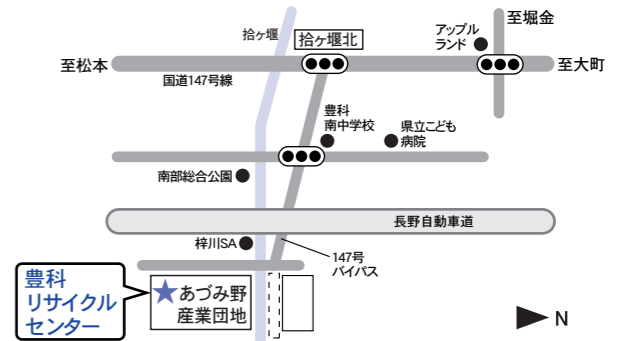 至堀金
アップル
ランド
拾ヶ堰
拾ヶ堰北
至松本
至大町
国道147号線
豊科
南中学校
県立こども
病院
南部総合公園
長野自動車道
梓川SA
147号
バイパス
豊科
リサイクル
センター
あづみ野
産業団地
N